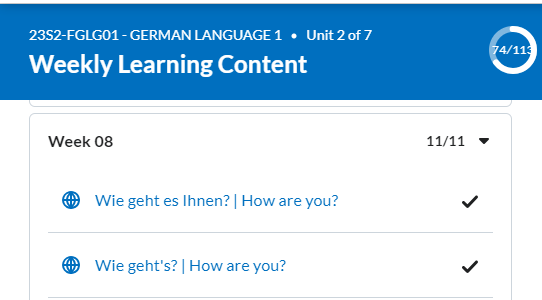 23S2-FGLG01 - GERMAN LANGUAGE 1 • Unit 2 of 7
Weekly Learning Content
74/113
Week 08
11/11
Wie geht es Ihnen? | How are you?
Wie geht's? | How are you?